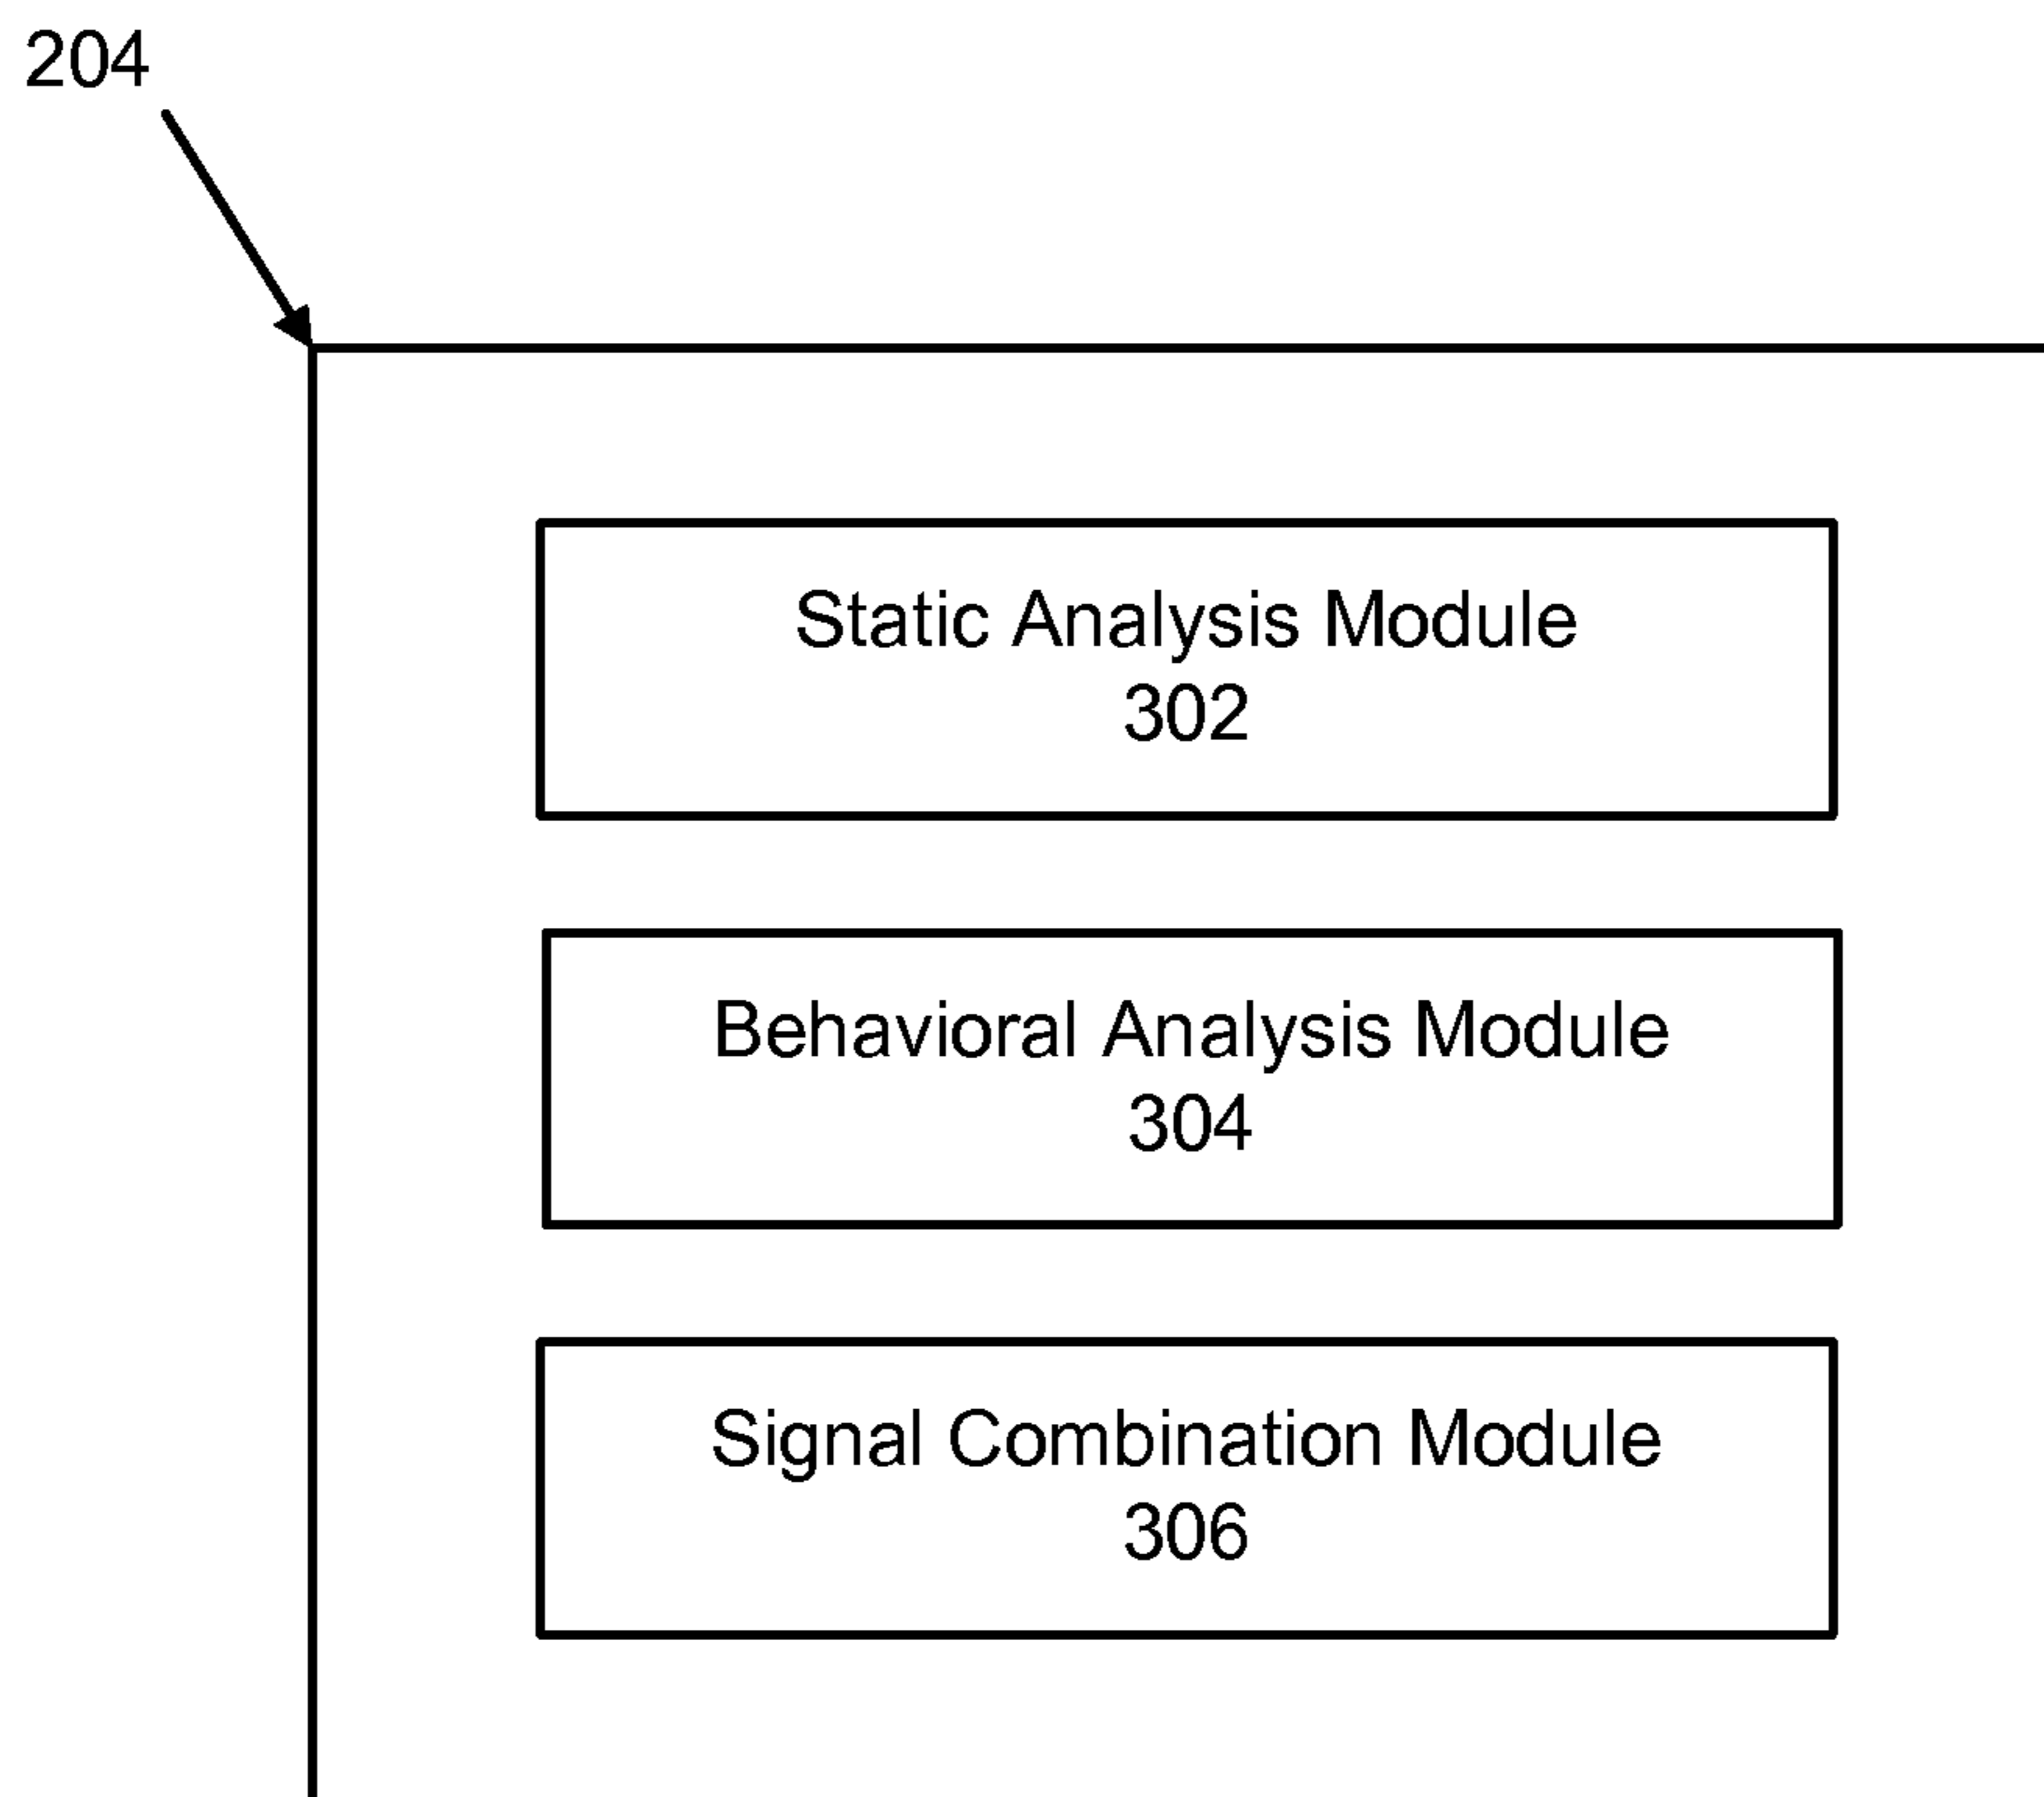 204
Static Analysis Module
302
Behavioral Analysis Module
304
Signal Combination Module
306